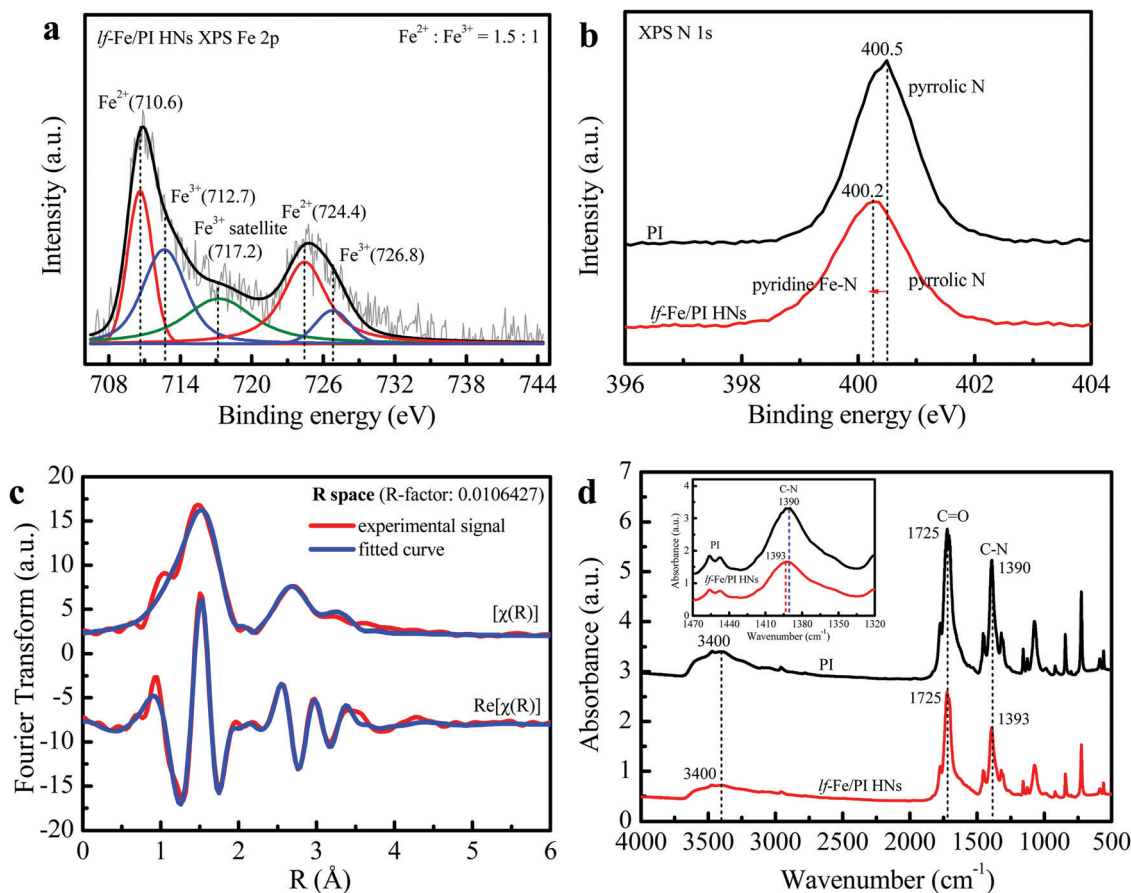 a
lf-Fe/PI HNs XPS Fe 2p
Fe2+ : Fe3+ = 1.5 : 1
Fe2+(710.6)
Fe3+(712.7)
Fe3+ satellite
(717.2)
Fe2+(724.4)
Fe3+(726.8)
Intensity (a.u.)
708 714 720 726 732 738 744
Binding energy (eV)
b
XPS N 1s
400.5
pyrrolic N
400.2
PI
pyridine Fe-N
pyrrolic N
lf-Fe/PI HNs
Intensity (a.u.)
396 398 400 402 404
Binding energy (eV)
c
R space (R-factor: 0.0106427)
experimental signal
fitted curve
[χ(R)]
Re[χ(R)]
Fourier Transform (a.u.)
20
15
10
5
0
-5
-10
-15
-20
0 1 2 3 4 5 6
R (Å)
d
7
6
5
4
3
2
1
0
Absorbance (a.u.)
C-N
1390
PI
1393
lf-Fe/PI HNs
5
4
3
2
1
0
Absorbance (a.u.)
1470 1440 1410 1380 1350 1320
Wavenumber (cm-1)
C=O
1725
C-N
1390
3400
PI
1725
1393
3400
lf-Fe/PI HNs
4000 3500 3000 2500 2000 1500 1000 500
Wavenumber (cm-1)